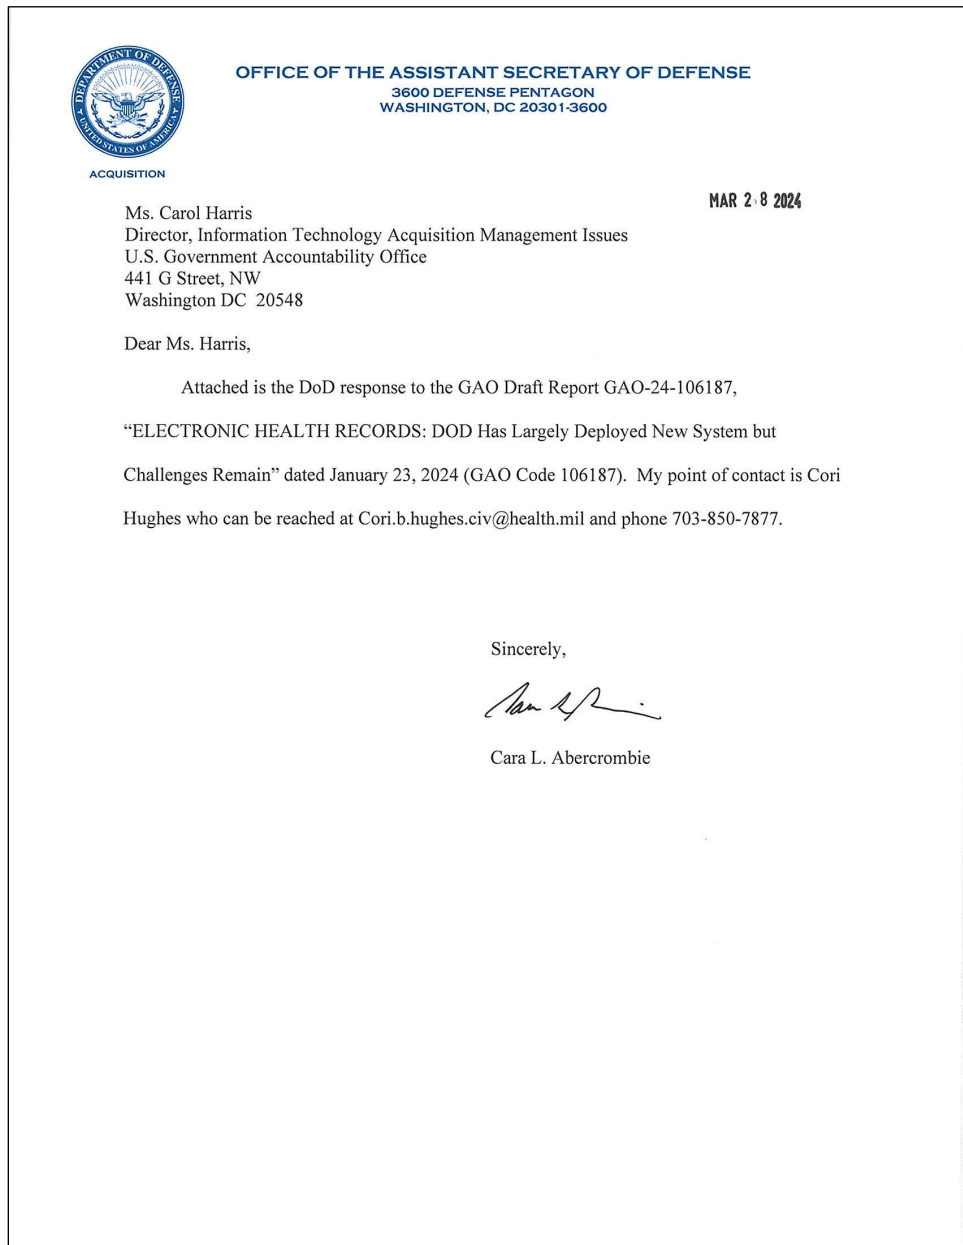 DEPARTMENT OF DEFENSE
UNITED STATES OF AMERICA
OFFICE OF THE ASSISTANT SECRETARY OF DEFENSE
3600 DEFENSE PENTAGON
WASHINGTON, DC 20301-3600
ACQUISITION
MAR 28 2024
Ms. Carol Harris
Director, Information Technology Acquisition Management Issues
U.S. Government Accountability Office
441 G Street, NW
Washington DC  20548
Dear Ms. Harris,
Attached is the DoD response to the GAO Draft Report GAO-24-106187,
“ELECTRONIC HEALTH RECORDS: DOD Has Largely Deployed New System but
Challenges Remain” dated January 23, 2024 (GAO Code 106187).  My point of contact is Cori
Hughes who can be reached at Cori.b.hughes.civ@health.mil and phone 703-850-7877.
Sincerely,
Cara L. Abercrombie